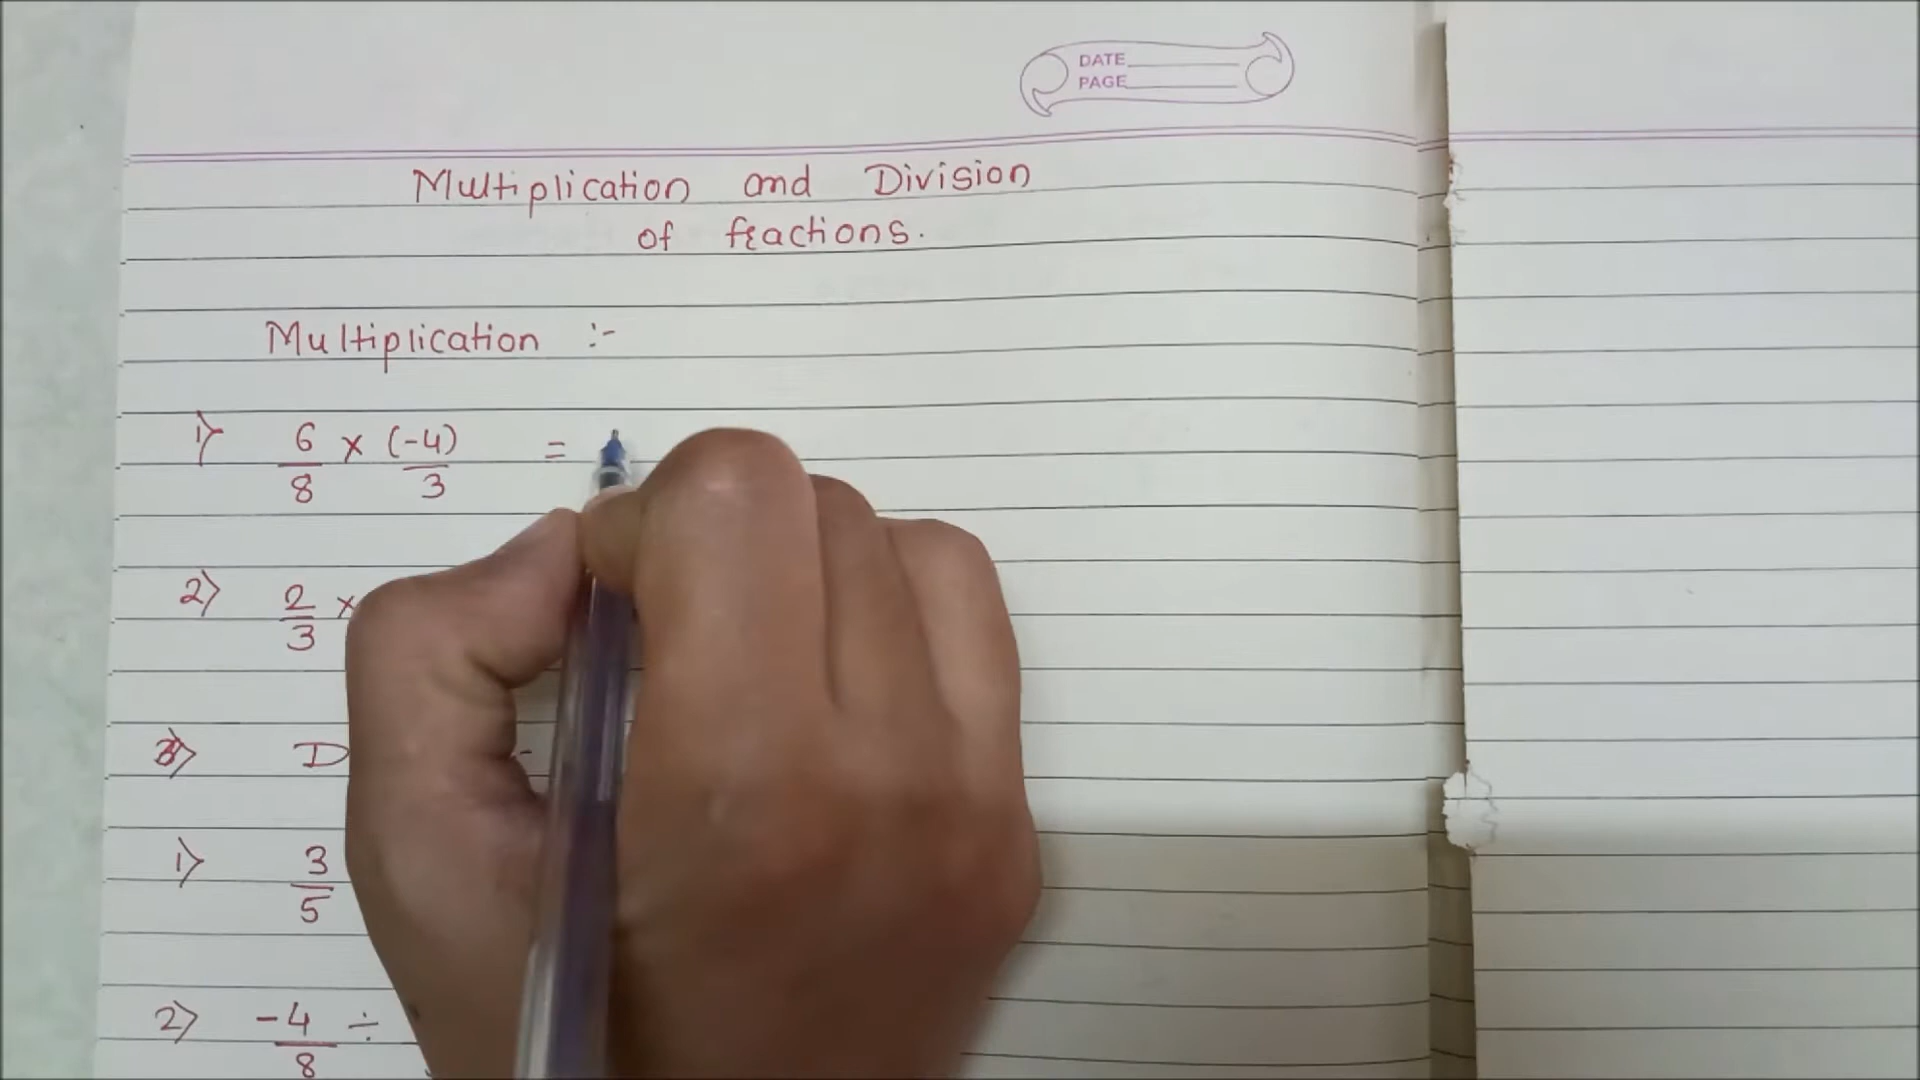 DATE
PAGE
Multiplication and Division
of fractions.
Multiplication :-
1) 6/8 × (-4)/3 =
2) 2/3 ×
D
1) 3/5
2) -4/8 ÷